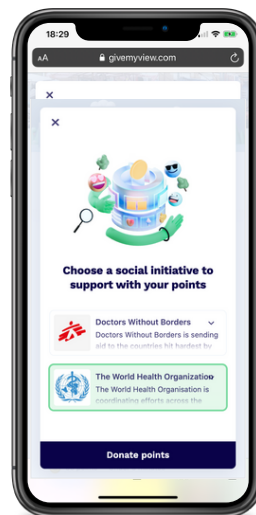 18:29
AA givemyview.com
Choose a social initiative to
support with your points
Doctors Without Borders
Doctors Without Borders is sending
aid to the countries hit hardest by
The World Health Organization
The World Health Organisation is
coordinating efforts across the
Donate points